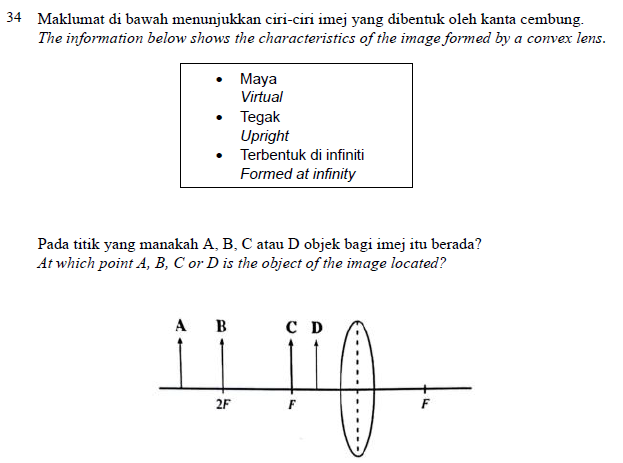 34 Maklumat di bawah menunjukkan ciri-ciri imej yang dibentuk oleh kanta cembung.
The information below shows the characteristics of the image formed by a convex lens.
• Maya
Virtual
• Tegak
Upright
• Terbentuk di infiniti
Formed at infinity
Pada titik yang manakah A, B, C atau D objek bagi imej itu berada?
At which point A, B, C or D is the object of the image located?
A B C D
2F F F